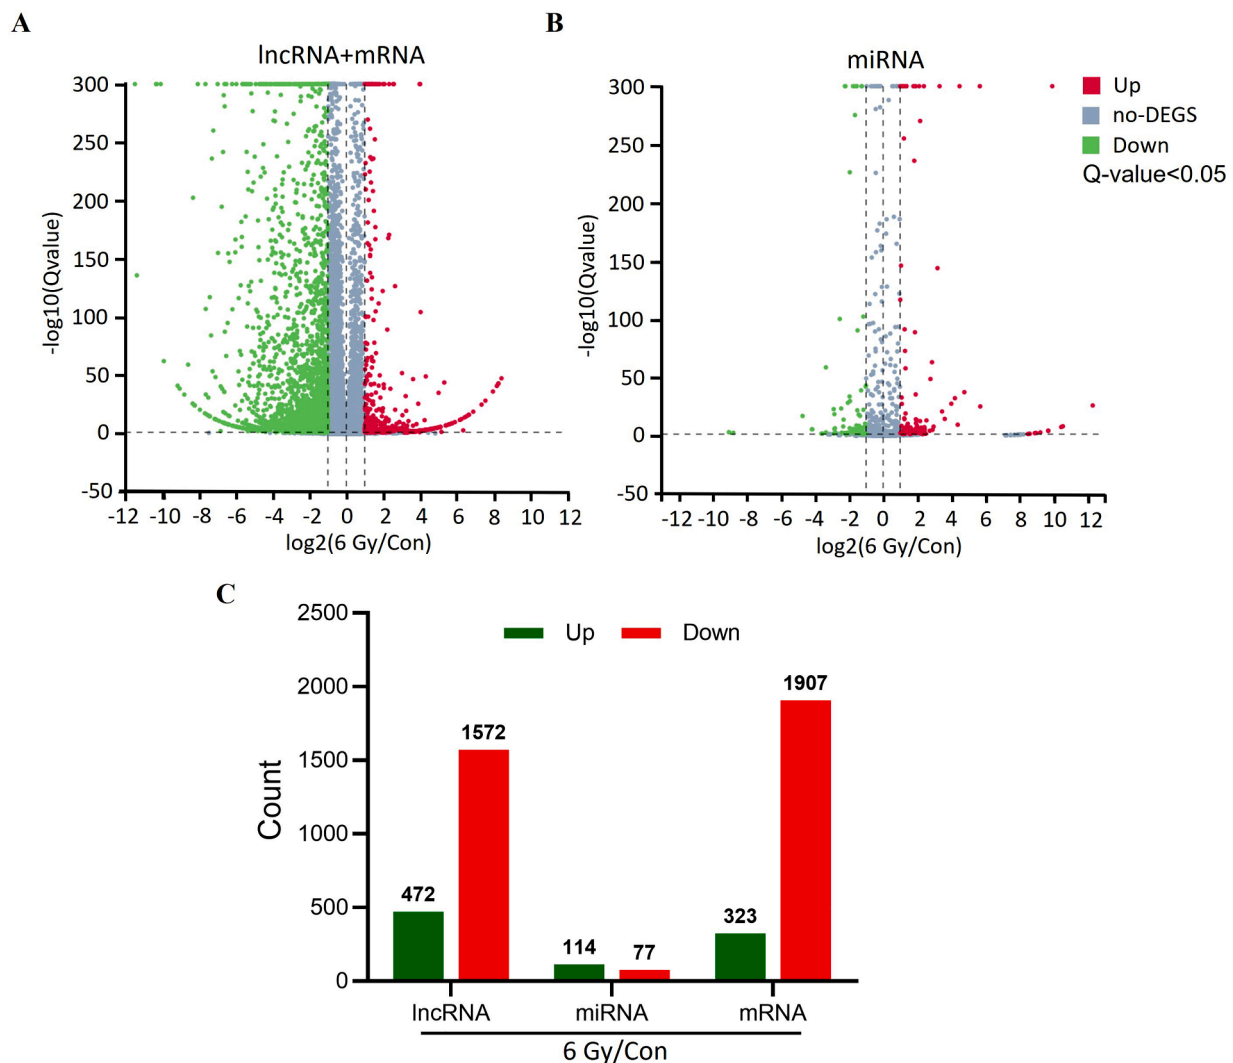 A
lncRNA+mRNA
300
250
200
150
100
50
0
-50
-log10(Qvalue)
-12 -10 -8 -6 -4 -2 0 2 4 6 8 10 12
log2(6 Gy/Con)
B
miRNA
300
250
200
150
100
50
0
-50
-log10(Qvalue)
-12 -10 -8 -6 -4 -2 0 2 4 6 8 10 12
log2(6 Gy/Con)
Up
no-DEGS
Down
Q-value<0.05
C
Up Down
2500
2000
1500
1000
500
0
Count
472
1572
114
77
323
1907
lncRNA miRNA mRNA
6 Gy/Con